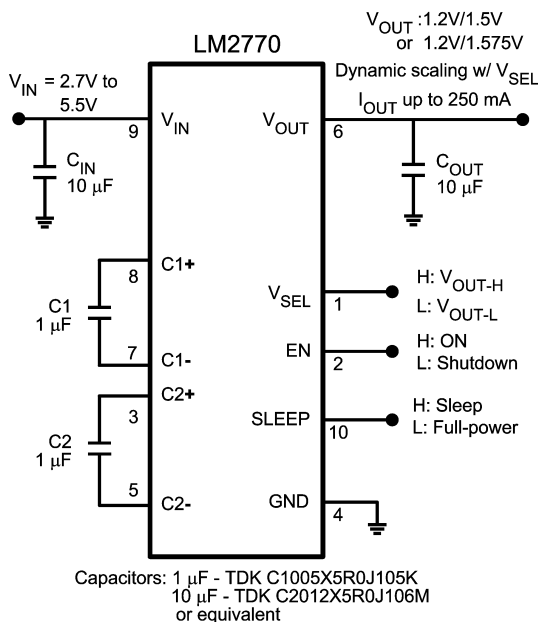 V_OUT :1.2V/1.5V
or 1.2V/1.575V
LM2770
Dynamic scaling w/ V_SEL
V_IN = 2.7V to
5.5V
I_OUT up to 250 mA
9
V_IN
V_OUT
6
C_IN
10 µF
C_OUT
10 µF
8
C1+
C1
1 µF
7
C1-
V_SEL
1
H: V_OUT-H
L: V_OUT-L
EN
2
H: ON
L: Shutdown
C2+
3
C2
1 µF
5
C2-
SLEEP
10
H: Sleep
L: Full-power
GND
4
Capacitors: 1 µF - TDK C1005X5R0J105K
10 µF - TDK C2012X5R0J106M
or equivalent